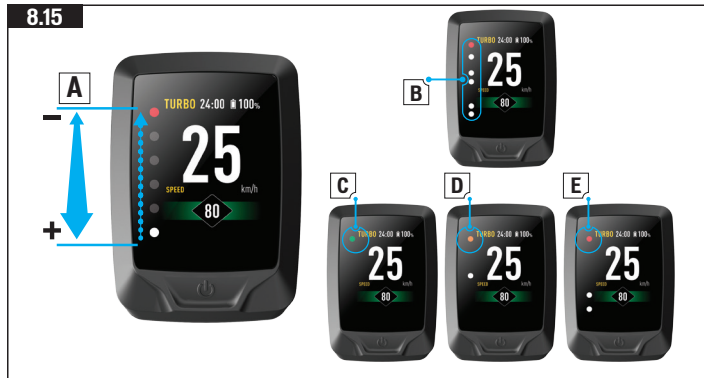 8.15
A
−
+
TURBO 24:00 100%
25
SPEED km/h
80
B
TURBO 24:00 100%
25
SPEED km/h
80
C
TURBO 24:00 100%
25
SPEED km/h
80
D
TURBO 24:00 100%
25
SPEED km/h
80
E
TURBO 24:00 100%
25
SPEED km/h
80